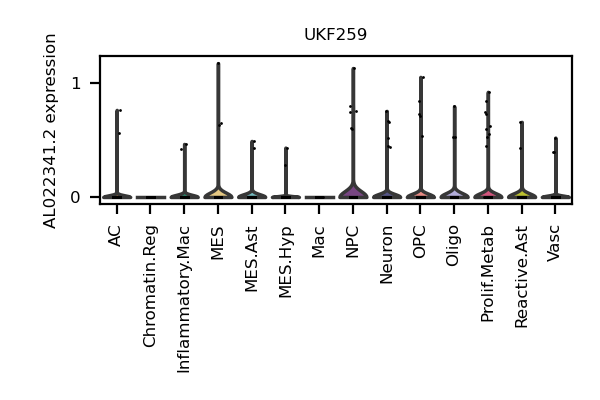 UKF259
AL022341.2 expression
1
0
AC
Chromatin.Reg
Inflammatory.Mac
MES
MES.Ast
MES.Hyp
Mac
NPC
Neuron
OPC
Oligo
Prolif.Metab
Reactive.Ast
Vasc